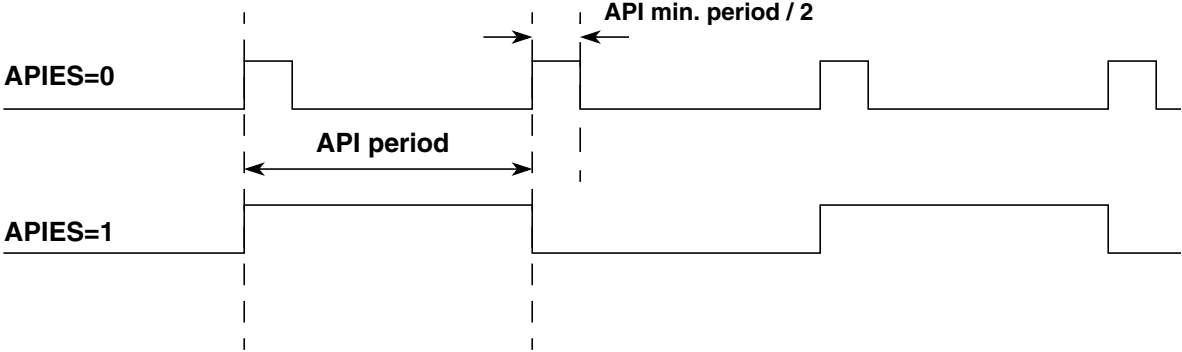 API min. period / 2
APIES=0
API period
APIES=1